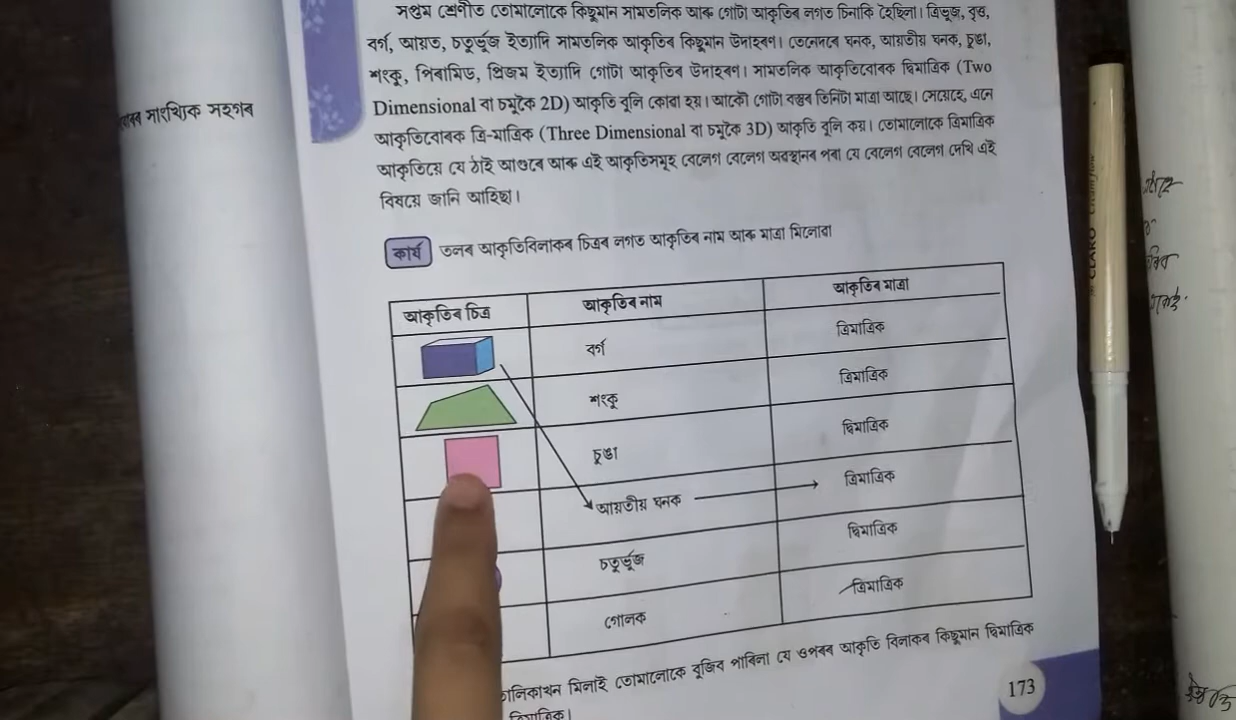 সপ্তম শ্ৰেণীত তোমালোকে কিছুমান সামতলিক আৰু গোটা আকৃতিৰ লগত চিনাকি হৈছিলা। ত্ৰিভূজ, বৃত্ত,
বৰ্গ, আয়ত, চতুৰ্ভূজ ইত্যাদি সামতলিক আকৃতিৰ কিছুমান উদাহৰণ। তেনেদৰে ঘনক, আয়তীয় ঘনক, চুঙা,
শংকু, পিৰামিড, প্ৰিজম ইত্যাদি গোটা আকৃতিৰ উদাহৰণ। সামতলিক আকৃতিবোৰক দ্বিমাত্ৰিক (Two
Dimensional বা চমুকৈ 2D) আকৃতি বুলি কোৱা হয়। আকৌ গোটা বস্তুৰ তিনিটা মাত্ৰা আছে। সেয়েহে, এনে
আকৃতিবোৰক ত্ৰি-মাত্ৰিক (Three Dimensional বা চমুকৈ 3D) আকৃতি বুলি কয়। তোমালোকে ত্ৰিমাত্ৰিক
আকৃতিয়ে যে ঠাই আগুৰে আৰু এই আকৃতিসমূহ বেলেগ বেলেগ অৱস্থানৰ পৰা যে বেলেগ বেলেগ দেখি এই
বিষয়ে জানি আহিছা।
সাংখ্যিক সহগৰ
কাৰ্য তলৰ আকৃতিবিলাকৰ চিত্ৰৰ লগত আকৃতিৰ নাম আৰু মাত্ৰা মিলোৱা
আকৃতিৰ চিত্ৰ আকৃতিৰ নাম আকৃতিৰ মাত্ৰা
বৰ্গ ত্ৰিমাত্ৰিক
শংকু ত্ৰিমাত্ৰিক
চুঙা দ্বিমাত্ৰিক
আয়তীয় ঘনক ত্ৰিমাত্ৰিক
চতুৰ্ভূজ দ্বিমাত্ৰিক
গোলক ত্ৰিমাত্ৰিক
তালিকাখন মিলাই তোমালোকে বুজিব পাৰিলা যে ওপৰৰ আকৃতি বিলাকৰ কিছুমান দ্বিমাত্ৰিক
173